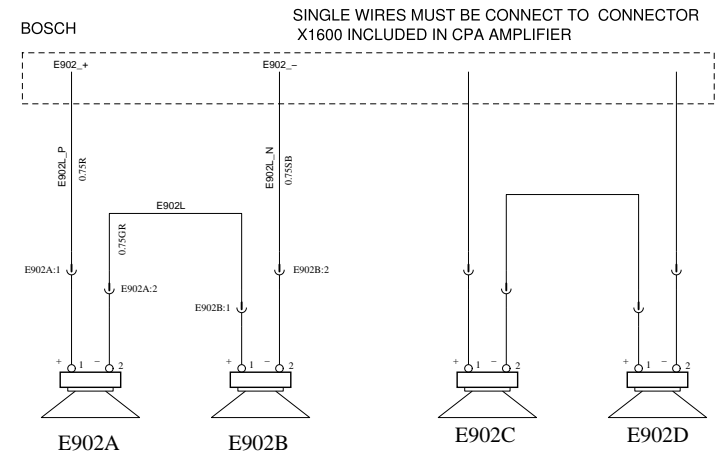 SINGLE WIRES MUST BE CONNECT TO CONNECTOR
BOSCH
X1600 INCLUDED IN CPA AMPLIFIER
E902_+
E902_–
E902L_P
0.75R
E902L_N
0.75SB
E902L
0.75GR
E902A:1
E902B:2
E902A:2
E902B:1
+ 1 – 2
+ 1 – 2
+ 1 – 2
+ 1 – 2
E902A
E902B
E902C
E902D